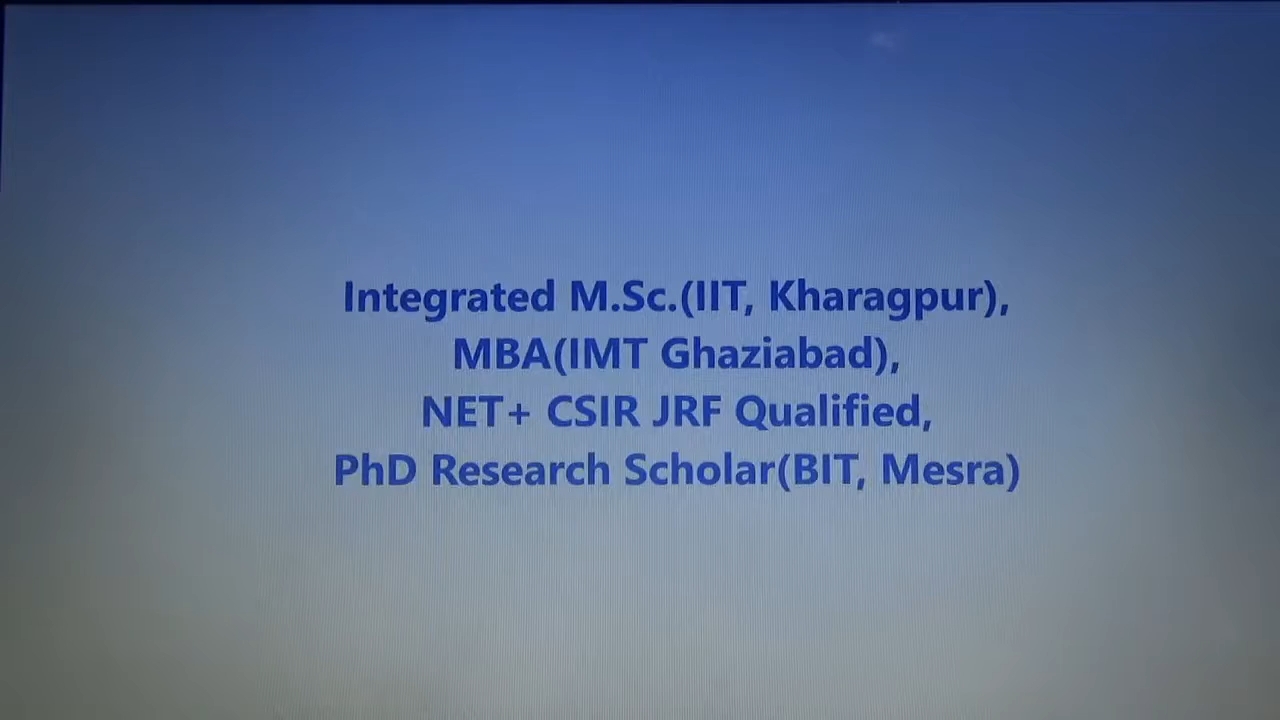 Integrated M.Sc.(IIT, Kharagpur),
MBA(IMT Ghaziabad),
NET+ CSIR JRF Qualified,
PhD Research Scholar(BIT, Mesra)